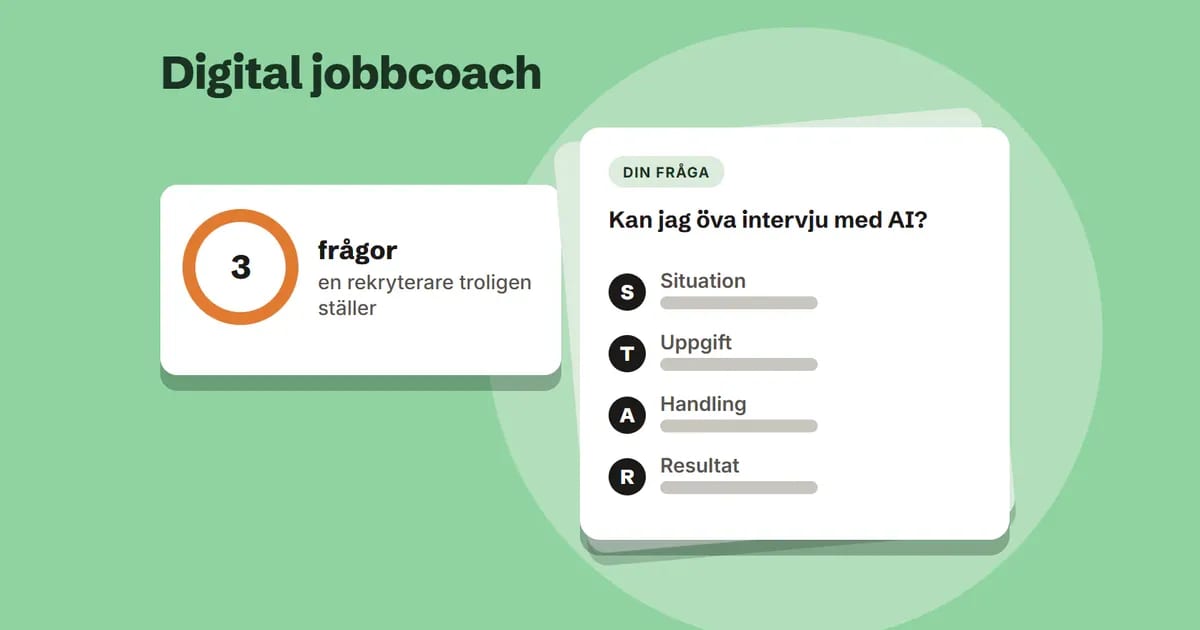 Digital jobbcoach
3
frågor
en rekryterare troligen
ställer
DIN FRÅGA
Kan jag öva intervju med AI?
S Situation
T Uppgift
A Handling
R Resultat